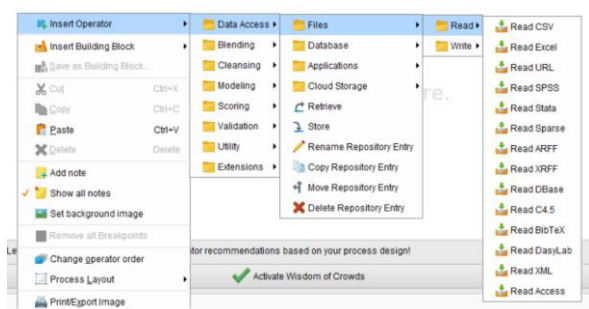 Insert Operator
Insert Building Block
Save as Building Block...
Cut Ctrl+X
Copy Ctrl+C
Paste Ctrl+V
Delete Delete
Add note
Show all notes
Set background image
Remove all Breakpoints
Change operator order
Process Layout
Print/Export Image
Data Access
Blending
Cleansing
Modeling
Scoring
Validation
Utility
Extensions
Files
Database
Applications
Cloud Storage
Retrieve
Store
Rename Repository Entry
Copy Repository Entry
Move Repository Entry
Delete Repository Entry
Read
Write
Read CSV
Read Excel
Read URL
Read SPSS
Read Stata
Read Sparse
Read ARFF
Read XRFF
Read DBase
Read C4.5
Read BibTeX
Read DasyLab
Read XML
Read Access
re.
Le
tor recommendations based on your process design!
Activate Wisdom of Crowds